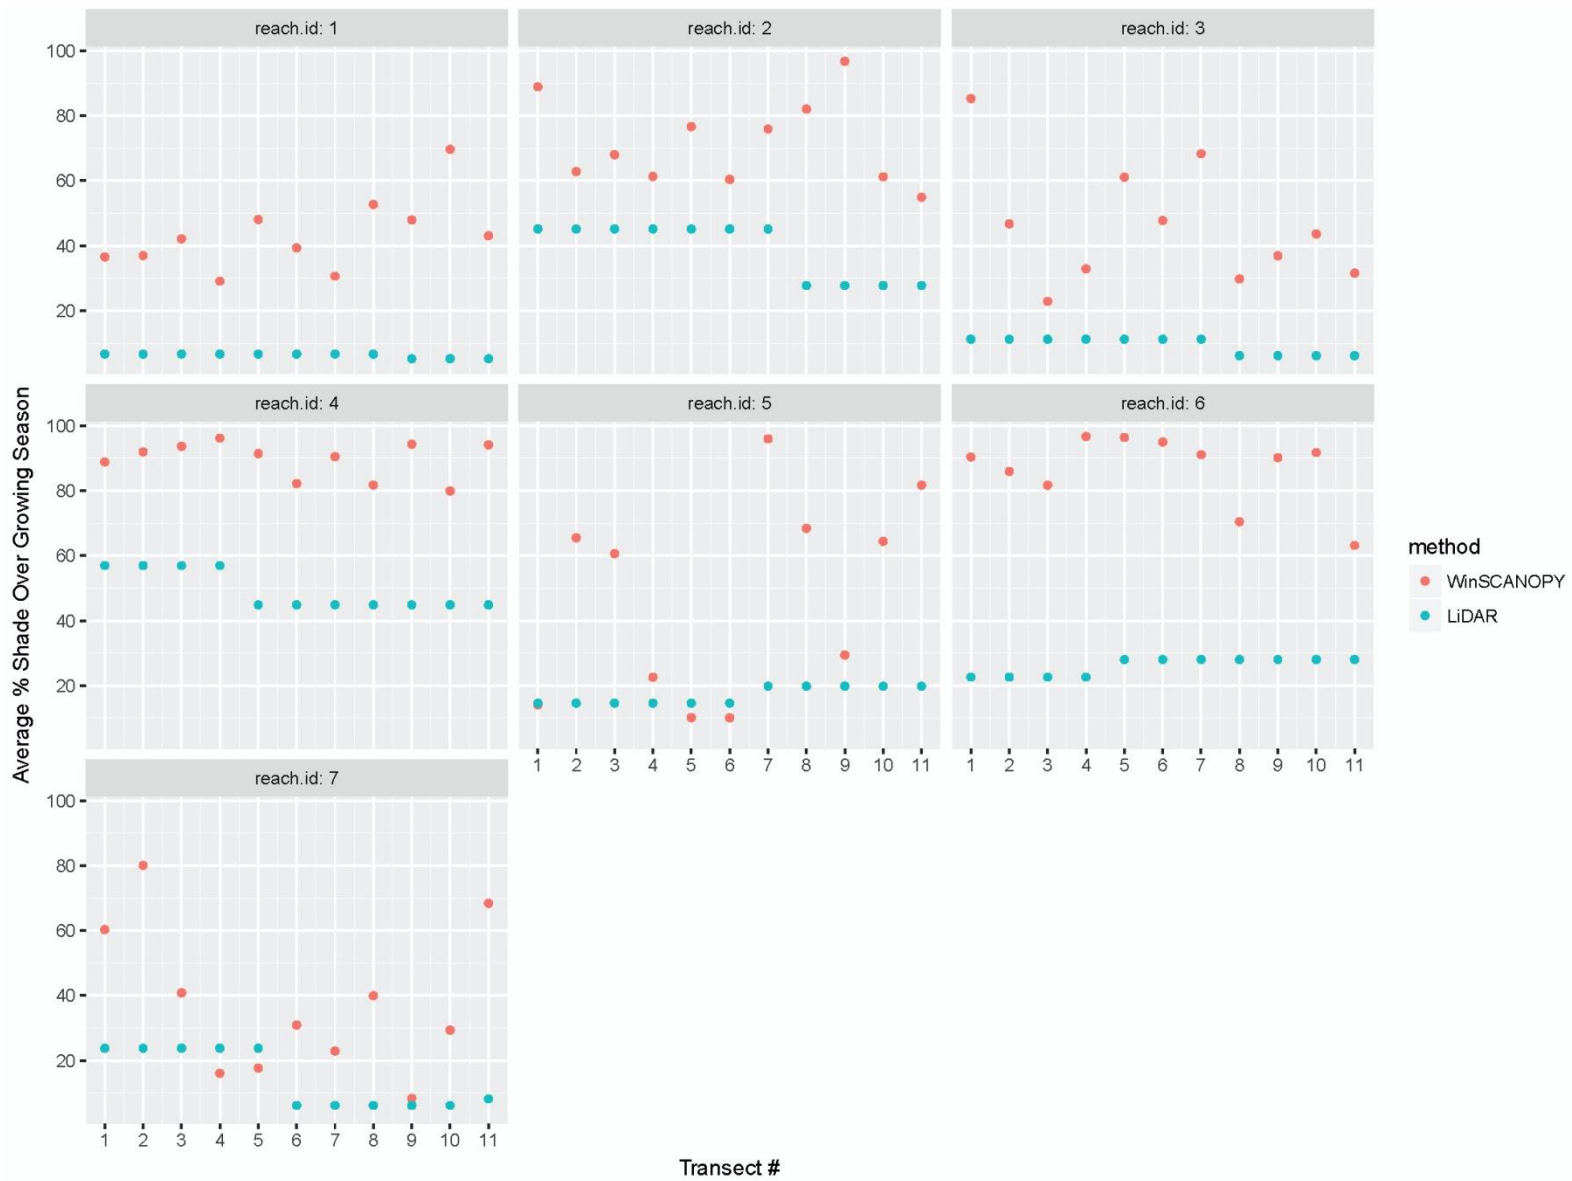 reach.id: 1
reach.id: 2
reach.id: 3
100
80
60
40
20
reach.id: 4
reach.id: 5
reach.id: 6
100
80
60
40
20
1 2 3 4 5 6 7 8 9 10 11
1 2 3 4 5 6 7 8 9 10 11
reach.id: 7
100
80
60
40
20
1 2 3 4 5 6 7 8 9 10 11
Average % Shade Over Growing Season
Transect #
method
WinSCANOPY
LiDAR